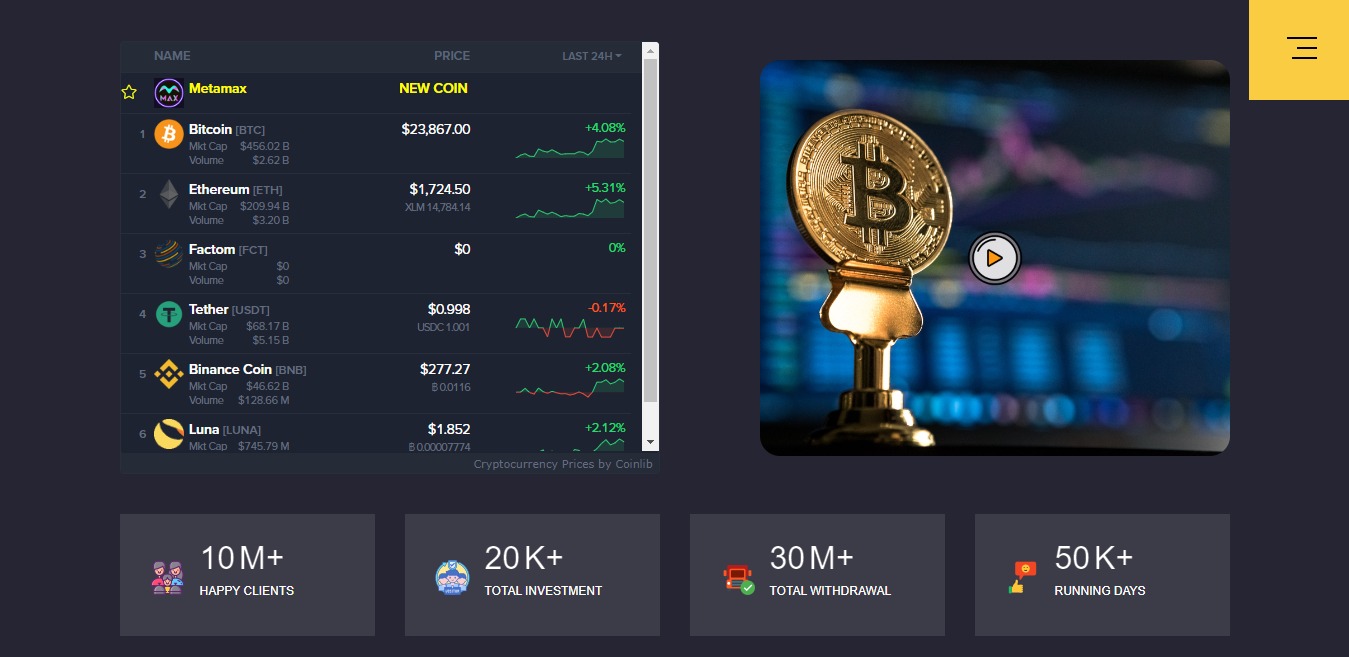 NAME PRICE LAST 24H
MAX
Metamax NEW COIN
1 Bitcoin [BTC] $23,867.00 +4.08%
Mkt Cap $456.02 B
Volume $2.62 B
2 Ethereum [ETH] $1,724.50 +5.31%
Mkt Cap $209.94 B XLM 14,784.14
Volume $3.20 B
3 Factom [FCT] $0 0%
Mkt Cap $0
Volume $0
4 Tether [USDT] $0.998 -0.17%
Mkt Cap $68.17 B USDC 1.001
Volume $5.15 B
5 Binance Coin [BNB] $277.27 +2.08%
Mkt Cap $46.62 B ฿ 0.0116
Volume $128.66 M
6 Luna [LUNA] $1.852 +2.12%
Mkt Cap $745.79 M ฿ 0.00007774
Cryptocurrency Prices by Coinlib
10 M+
HAPPY CLIENTS
20 K+
TOTAL INVESTMENT
30 M+
TOTAL WITHDRAWAL
50 K+
RUNNING DAYS